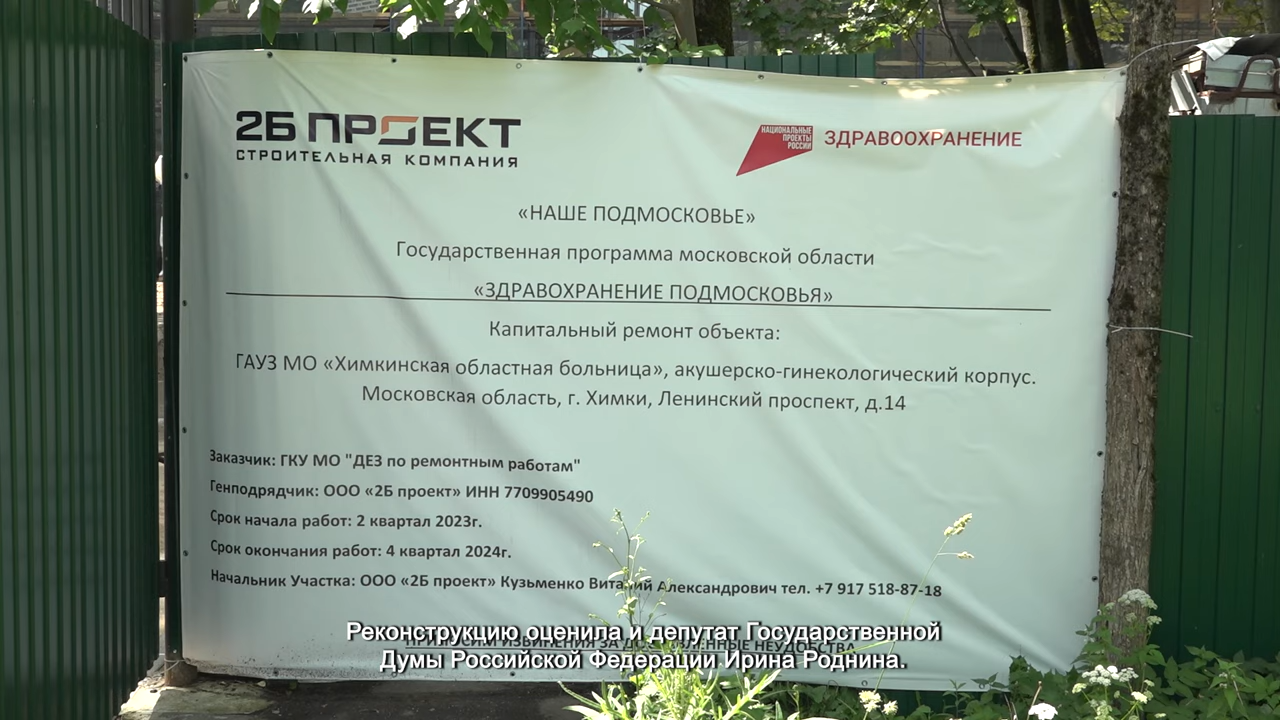 2Б ПРОЕКТ
СТРОИТЕЛЬНАЯ КОМПАНИЯ
НАЦИОНАЛЬНЫЕ
ПРОЕКТЫ
РОССИИ
ЗДРАВООХРАНЕНИЕ
«НАШЕ ПОДМОСКОВЬЕ»
Государственная программа московской области
«ЗДРАВОХРАНЕНИЕ ПОДМОСКОВЬЯ»
Капитальный ремонт объекта:
ГАУЗ МО «Химкинская областная больница», акушерско-гинекологический корпус.
Московская область, г. Химки, Ленинский проспект, д.14
Заказчик: ГКУ МО "ДЕЗ по ремонтным работам"
Генподрядчик: ООО «2Б проект» ИНН 7709905490
Срок начала работ: 2 квартал 2023г.
Срок окончания работ: 4 квартал 2024г.
Начальник Участка: ООО «2Б проект» Кузьменко Виталий Александрович тел. +7 917 518-87-18
ИЗВИНЕНИЯ ЗА НЕУДОБСТВА
Реконструкцию оценила и депутат Государственной
Думы Российской Федерации Ирина Роднина.